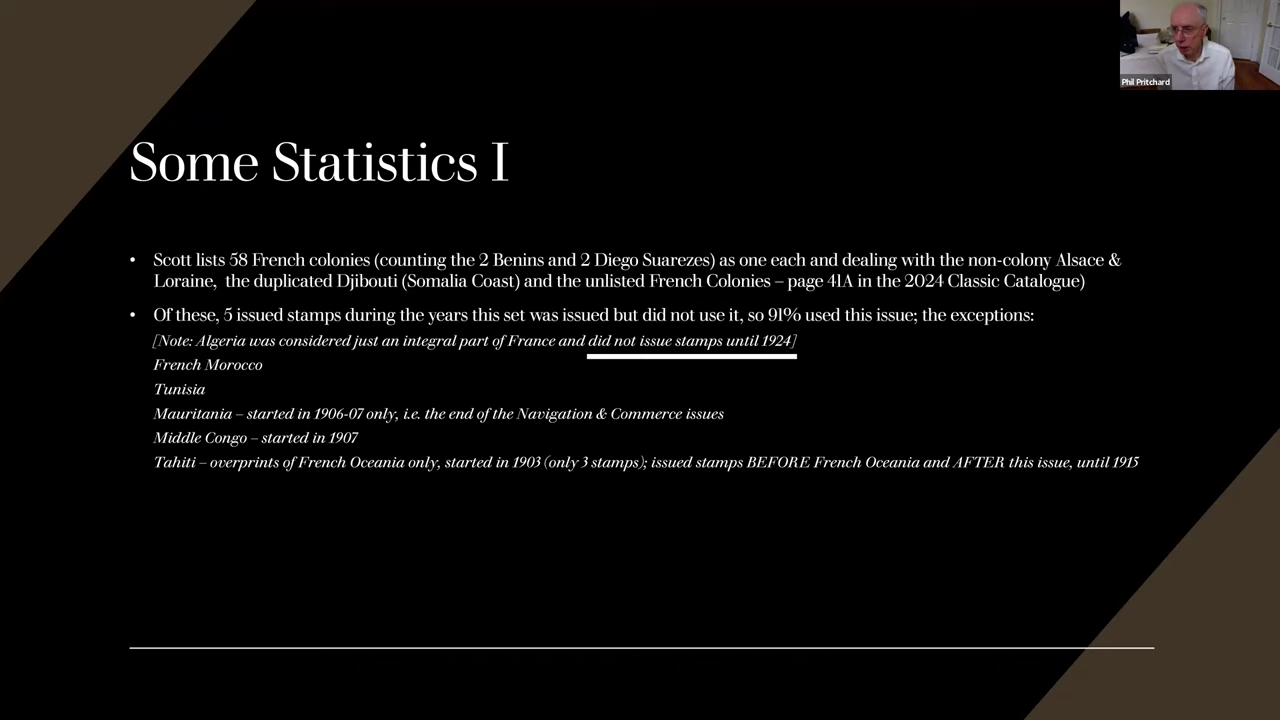 Phil Pritchard
Some Statistics I
• Scott lists 58 French colonies (counting the 2 Benins and 2 Diego Suarezes) as one each and dealing with the non-colony Alsace &
Loraine,  the duplicated Djibouti (Somalia Coast) and the unlisted French Colonies – page 41A in the 2024 Classic Catalogue)
• Of these, 5 issued stamps during the years this set was issued but did not use it, so 91% used this issue; the exceptions:
[Note: Algeria was considered just an integral part of France and did not issue stamps until 1924]
French Morocco
Tunisia
Mauritania – started in 1906-07 only, i.e. the end of the Navigation & Commerce issues
Middle Congo – started in 1907
Tahiti – overprints of French Oceania only, started in 1903 (only 3 stamps); issued stamps BEFORE French Oceania and AFTER this issue, until 1915